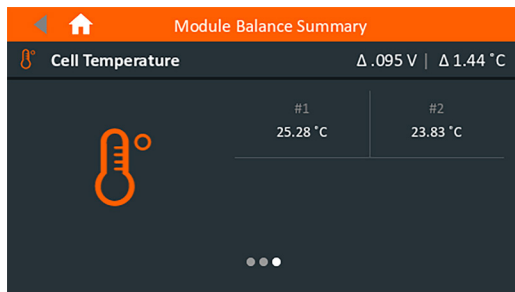 Module Balance Summary
Cell Temperature Δ .095 V | Δ 1.44 °C
#1 #2
25.28 °C 23.83 °C